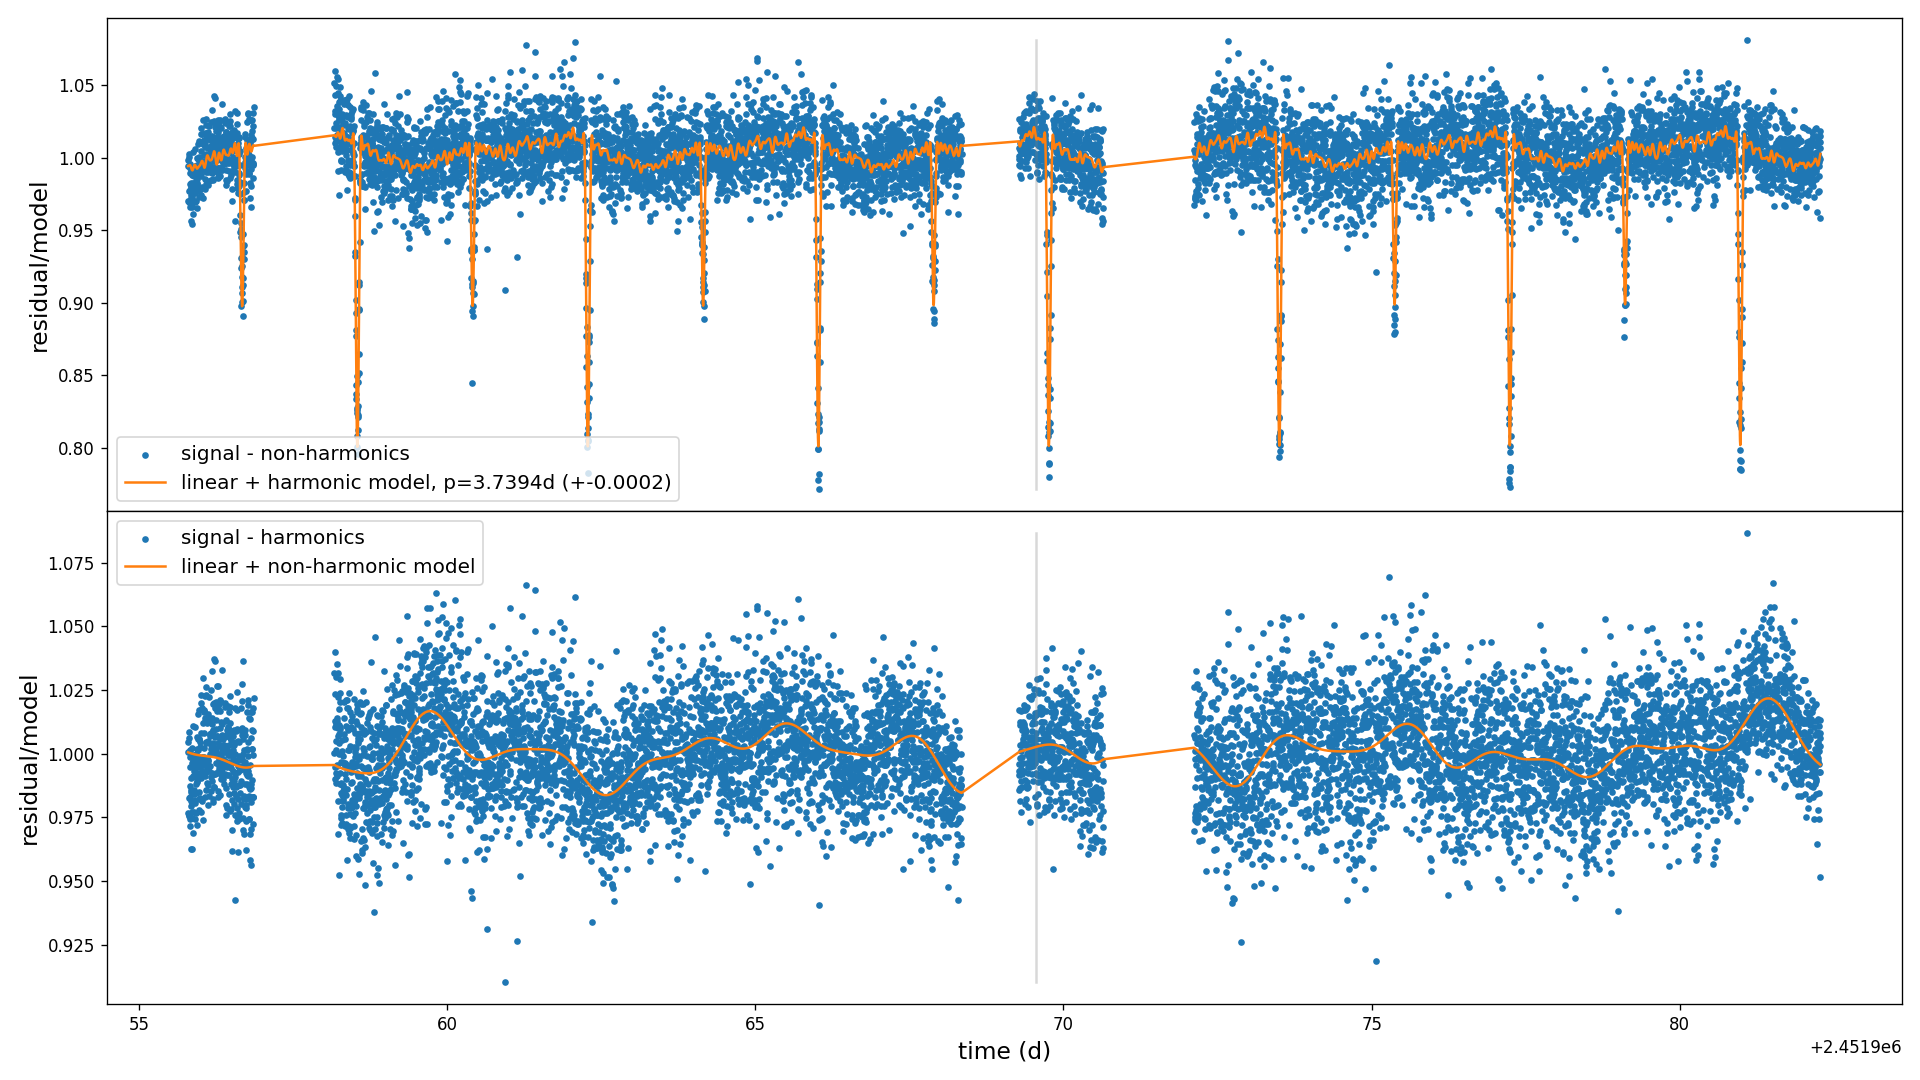 1.05
1.00
0.95
0.90
0.85
0.80
residual/model
signal - non-harmonics
linear + harmonic model, p=3.7394d (+-0.0002)
signal - harmonics
linear + non-harmonic model
1.075
1.050
1.025
1.000
0.975
0.950
0.925
residual/model
55 60 65 70 75 80
time (d)
+2.4519e6